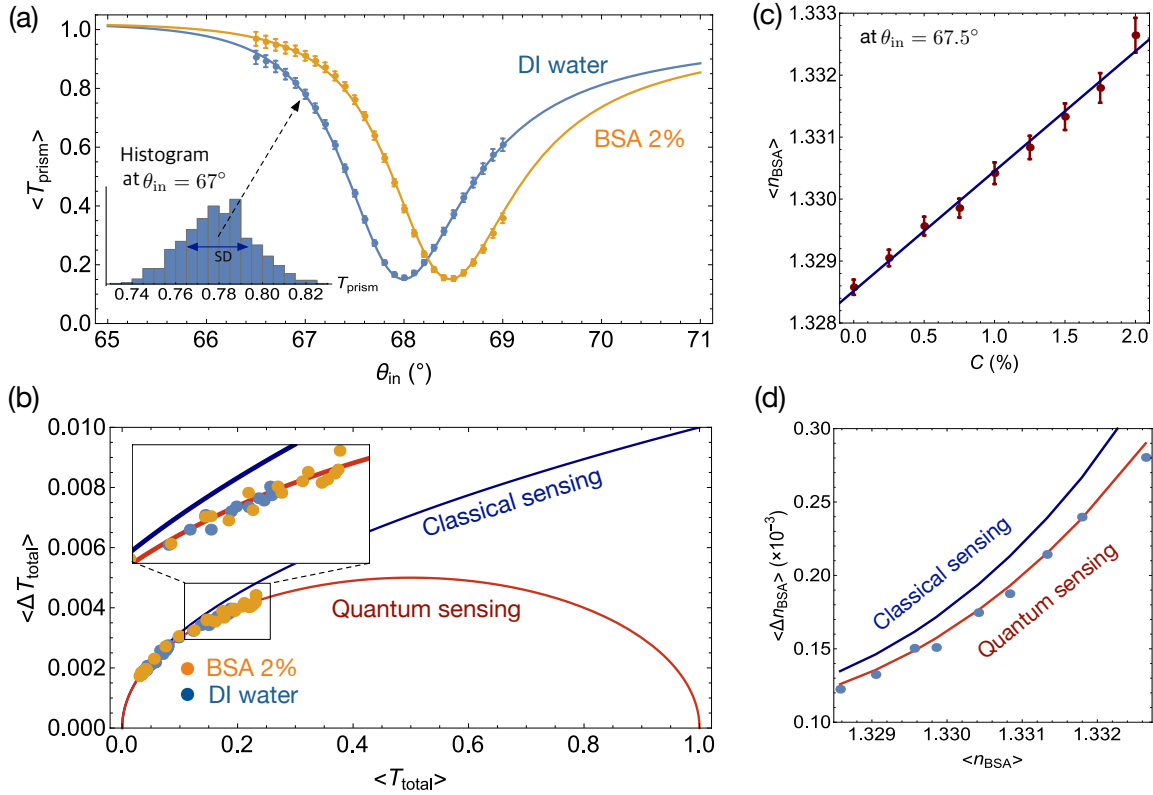 (a)
1.0
0.8
0.6
0.4
0.2
0.0
<T_prism>
DI water
BSA 2%
Histogram
at θ_in = 67°
SD
T_prism
0.74 0.76 0.78 0.80 0.82
65 66 67 68 69 70 71
θ_in (°)
(c)
1.333
1.332
1.331
1.330
1.329
1.328
<n_BSA>
at θ_in = 67.5°
0.0 0.5 1.0 1.5 2.0
C (%)
(b)
0.010
0.008
0.006
0.004
0.002
0.000
<ΔT_total>
Classical sensing
Quantum sensing
BSA 2%
DI water
0.0 0.2 0.4 0.6 0.8 1.0
<T_total>
(d)
0.30
0.25
0.20
0.15
0.10
<Δn_BSA> (×10⁻³)
Classical sensing
Quantum sensing
1.329 1.330 1.331 1.332
<n_BSA>